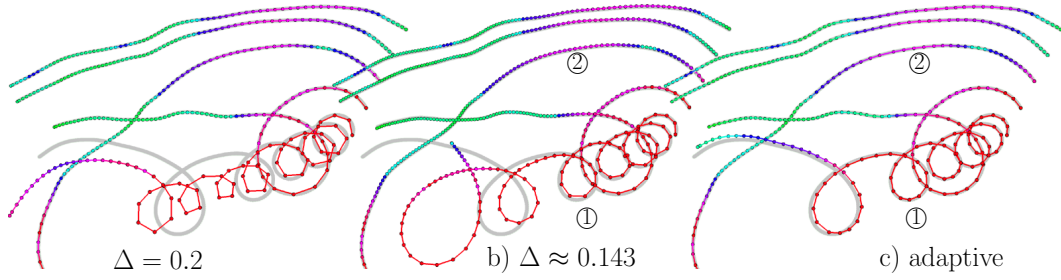 ②
②
①
①
Δ = 0.2
b) Δ ≈ 0.143
c) adaptive